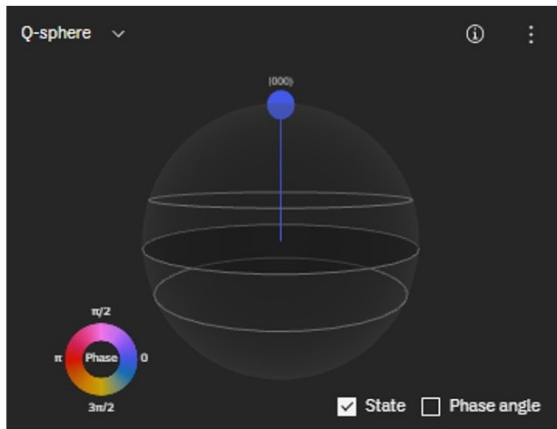 Q-sphere
|000⟩
π/2
π Phase 0
3π/2
State Phase angle